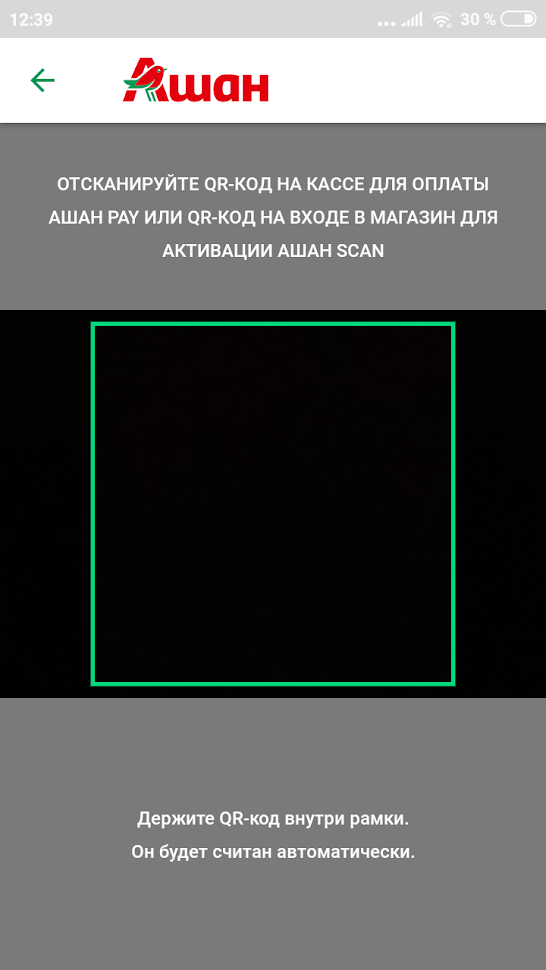 12:39
30 %
Ашан
ОТСКАНИРУЙТЕ QR-КОД НА КАССЕ ДЛЯ ОПЛАТЫ
АШАН PAY ИЛИ QR-КОД НА ВХОДЕ В МАГАЗИН ДЛЯ
АКТИВАЦИИ АШАН SCAN
Держите QR-код внутри рамки.
Он будет считан автоматически.